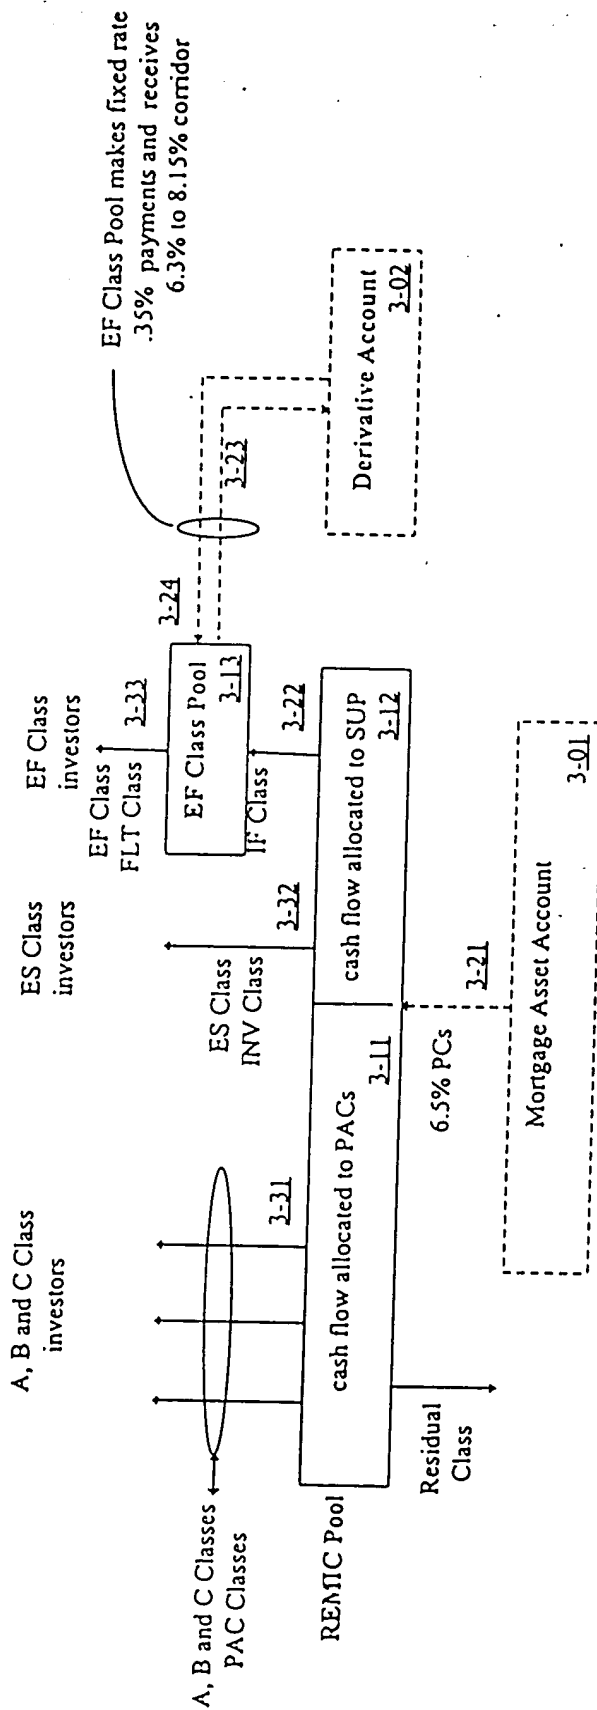 A, B and C Class
investors
ES Class
investors
EF Class
investors
EF Class Pool makes fixed rate
.35% payments and receives
6.3% to 8.15% corridor
A, B and C Classes
PAC Classes
3-31
ES Class
INV Class
3-32
EF Class
FLT Class
3-33
3-24
EF Class Pool
3-13
3-23
IF Class
3-22
REMIC Pool
cash flow allocated to PACs
3-11
cash flow allocated to SUP
3-12
Derivative Account
3-02
Residual
Class
6.5% PCs
3-21
Mortgage Asset Account
3-01